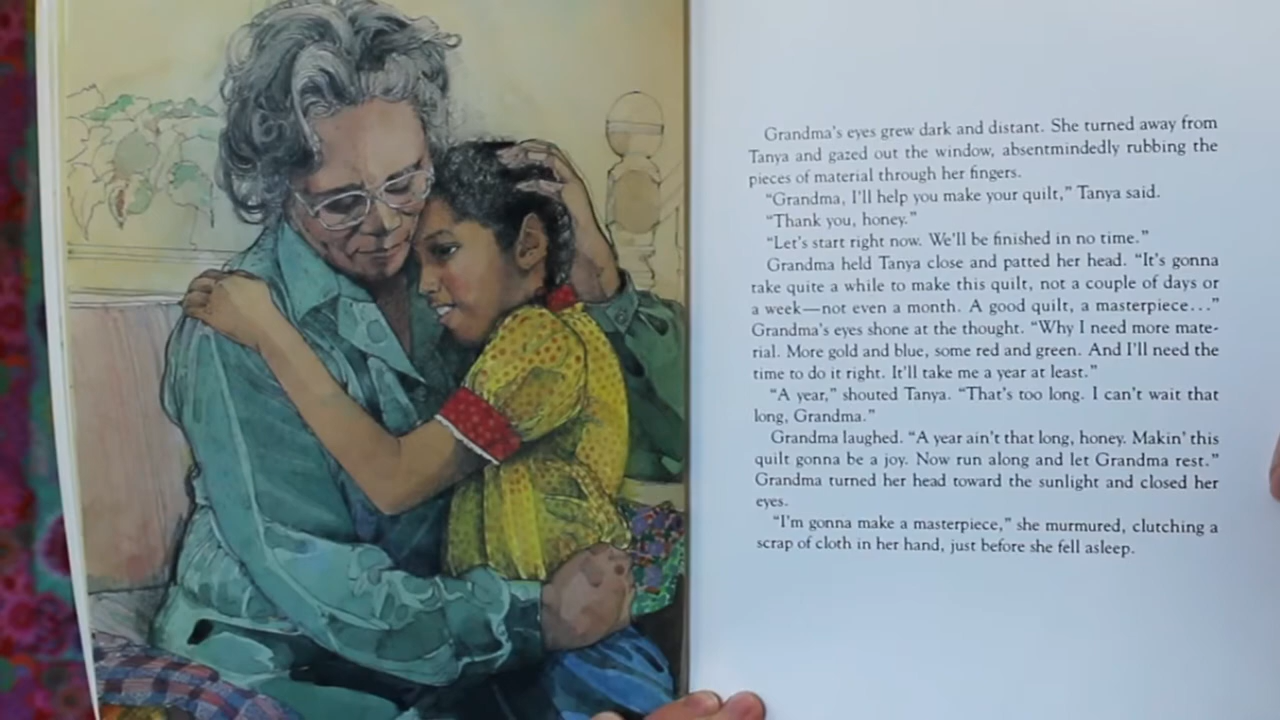 Grandma's eyes grew dark and distant. She turned away from
Tanya and gazed out the window, absentmindedly rubbing the
pieces of material through her fingers.
“Grandma, I'll help you make your quilt,” Tanya said.
“Thank you, honey.”
“Let's start right now. We'll be finished in no time.”
Grandma held Tanya close and patted her head. “It's gonna
take quite a while to make this quilt, not a couple of days or
a week—not even a month. A good quilt, a masterpiece...”
Grandma's eyes shone at the thought. “Why I need more mate-
rial. More gold and blue, some red and green. And I'll need the
time to do it right. It'll take me a year at least.”
“A year,” shouted Tanya. “That's too long. I can't wait that
long, Grandma.”
Grandma laughed. “A year ain't that long, honey. Makin' this
quilt gonna be a joy. Now run along and let Grandma rest.”
Grandma turned her head toward the sunlight and closed her
eyes.
“I'm gonna make a masterpiece,” she murmured, clutching a
scrap of cloth in her hand, just before she fell asleep.